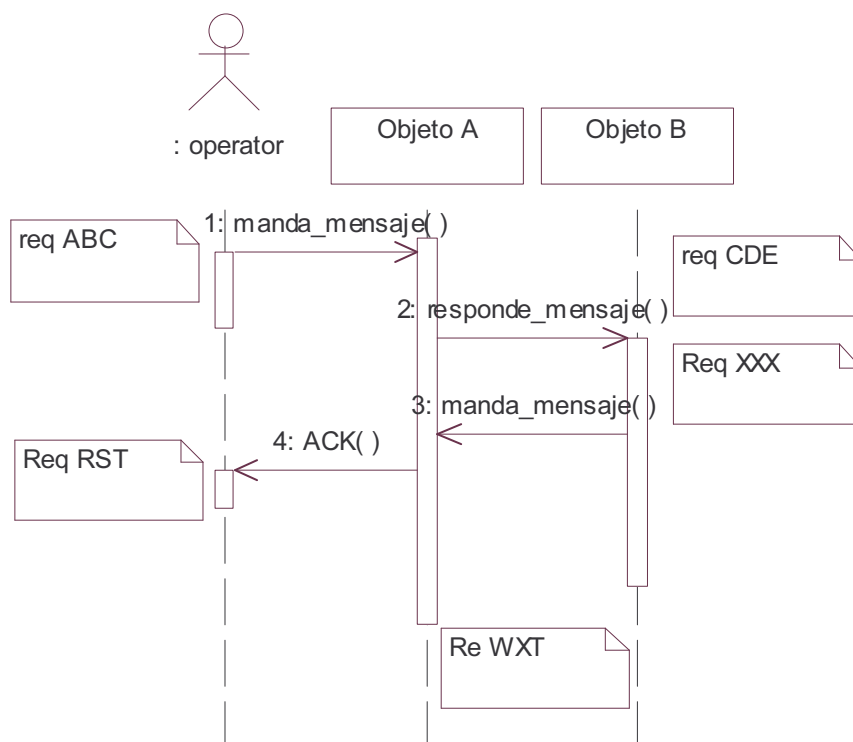 : operator
Objeto A
Objeto B
req ABC
1: manda_mensaje( )
req CDE
2: responde_mensaje( )
Req XXX
3: manda_mensaje( )
4: ACK( )
Req RST
Re WXT